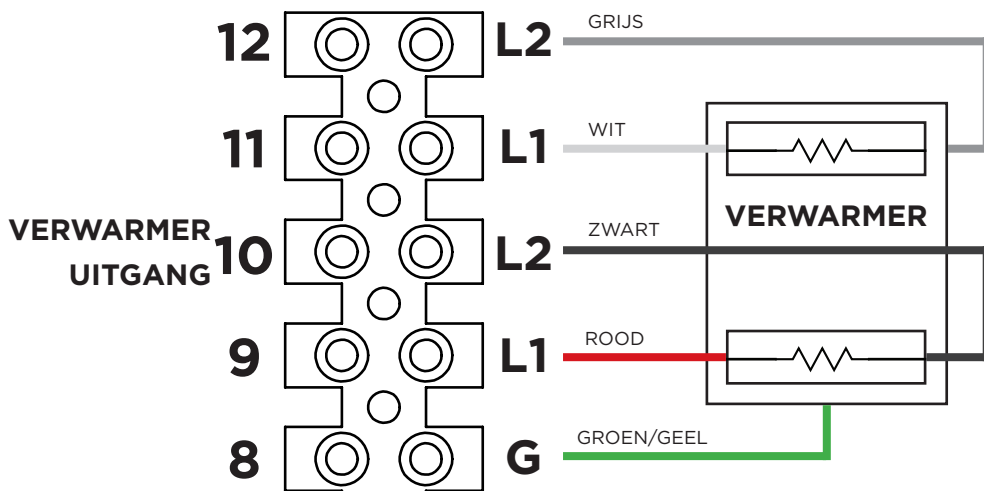 12 L2 GRIJS
11 L1 WIT
VERWARMER
VERWARMER
UITGANG
10 L2 ZWART
9 L1 ROOD
8 G GROEN/GEEL